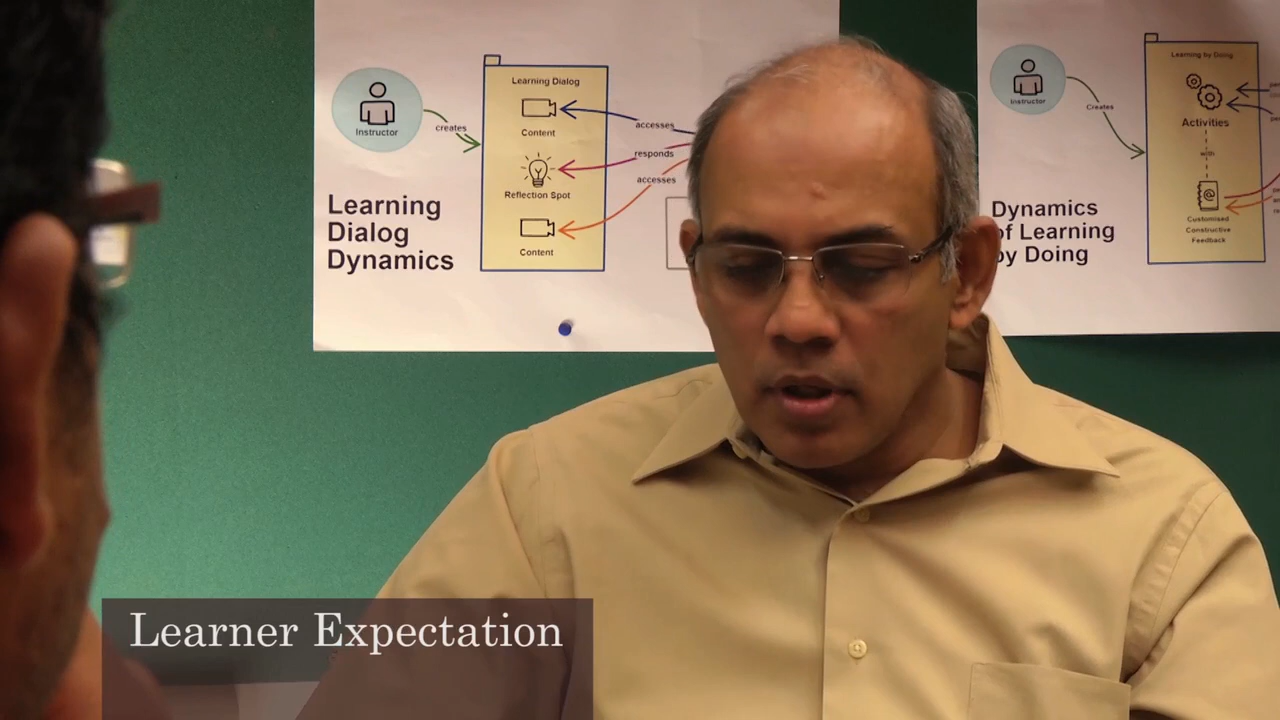 Learning Dialog
Instructor
creates
Content
accesses
responds
Reflection Spot
accesses
Content
Learning
Dialog
Dynamics
Learning by Doing
Instructor
Creates
Activities
with
Customised
Constructive
Feedback
Dynamics
of Learning
by Doing
Learner Expectation